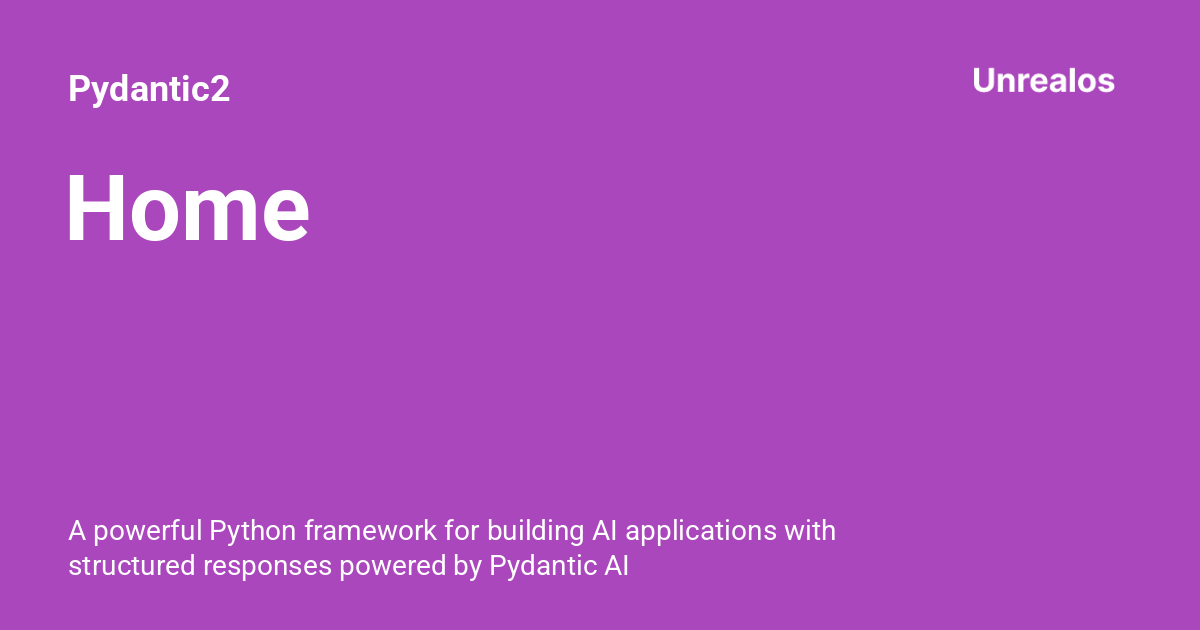 Pydantic2
Unrealos
Home
A powerful Python framework for building AI applications with
structured responses powered by Pydantic AI